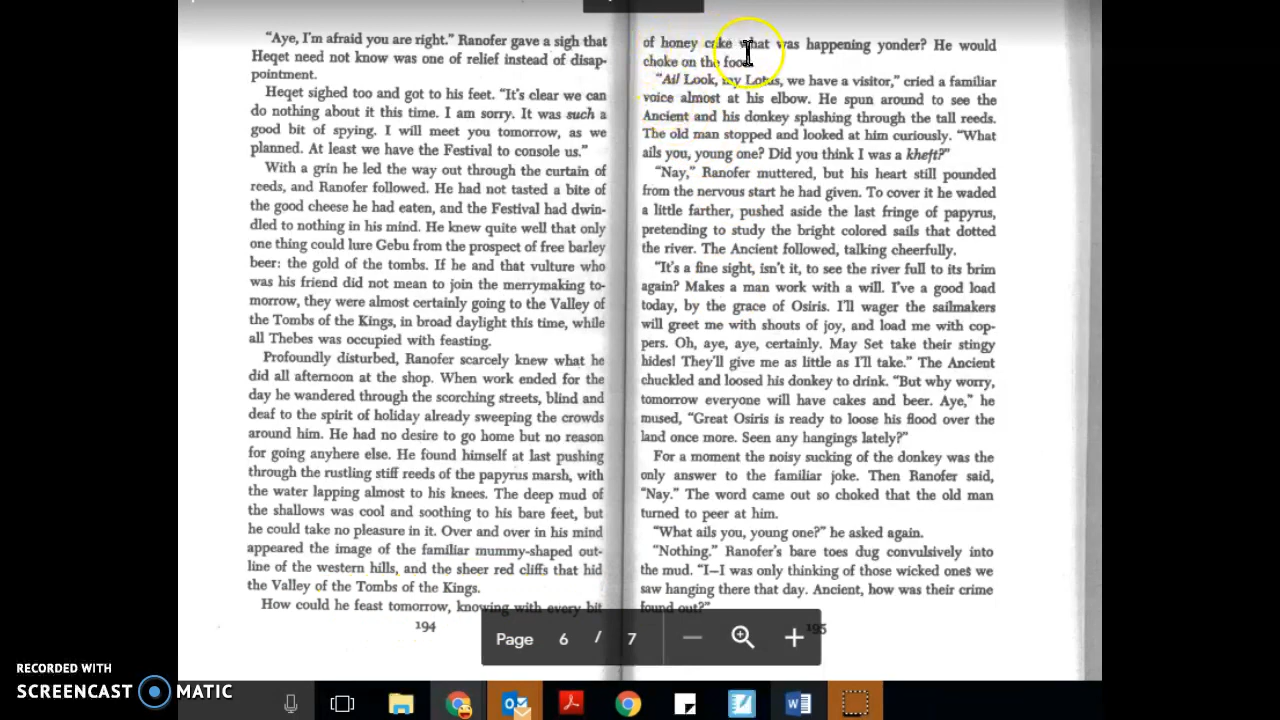 "Aye, I'm afraid you are right." Ranofer gave a sigh that
Heqet need not know was one of relief instead of disap-
pointment.
Heqet sighed too and got to his feet. "It's clear we can
do nothing about it this time. I am sorry. It was such a
good bit of spying. I will meet you tomorrow, as we
planned. At least we have the Festival to console us."
With a grin he led the way out through the curtain of
reeds, and Ranofer followed. He had not tasted a bite of
the good cheese he had eaten, and the Festival had dwin-
dled to nothing in his mind. He knew quite well that only
one thing could lure Gebu from the prospect of free barley
beer: the gold of the tombs. If he and that vulture who
was his friend did not mean to join the merrymaking to-
morrow, they were almost certainly going to the Valley of
the Tombs of the Kings, in broad daylight this time, while
all Thebes was occupied with feasting.
Profoundly disturbed, Ranofer scarcely knew what he
did all afternoon at the shop. When work ended for the
day he wandered through the scorching streets, blind and
deaf to the spirit of holiday already sweeping the crowds
around him. He had no desire to go home but no reason
for going anyhere else. He found himself at last pushing
through the rustling stiff reeds of the papyrus marsh, with
the water lapping almost to his knees. The deep mud of
the shallows was cool and soothing to his bare feet, but
he could take no pleasure in it. Over and over in his mind
appeared the image of the familiar mummy-shaped out-
line of the western hills, and the sheer red cliffs that hid
the Valley of the Tombs of the Kings.
How could he feast tomorrow, knowing with every bit
194
of honey cake what was happening yonder? He would
choke on the food.
"Ai! Look, my Lotus, we have a visitor," cried a familiar
voice almost at his elbow. He spun around to see the
Ancient and his donkey splashing through the tall reeds.
The old man stopped and looked at him curiously. "What
ails you, young one? Did you think I was a kheft?"
"Nay," Ranofer muttered, but his heart still pounded
from the nervous start he had given. To cover it he waded
a little farther, pushed aside the last fringe of papyrus,
pretending to study the bright colored sails that dotted
the river. The Ancient followed, talking cheerfully.
"It's a fine sight, isn't it, to see the river full to its brim
again? Makes a man work with a will. I've a good load
today, by the grace of Osiris. I'll wager the sailmakers
will greet me with shouts of joy, and load me with cop-
pers. Oh, aye, aye, certainly. May Set take their stingy
hides! They'll give me as little as I'll take." The Ancient
chuckled and loosed his donkey to drink. "But why worry,
tomorrow everyone will have cakes and beer. Aye," he
mused, "Great Osiris is ready to loose his flood over the
land once more. Seen any hangings lately?"
For a moment the noisy sucking of the donkey was the
only answer to the familiar joke. Then Ranofer said,
"Nay." The word came out so choked that the old man
turned to peer at him.
"What ails you, young one?" he asked again.
"Nothing." Ranofer's bare toes dug convulsively into
the mud. "I–I was only thinking of those wicked ones we
saw hanging there that day. Ancient, how was their crime
found out?"
195
Page 6 / 7
RECORDED WITH
SCREENCAST MATIC